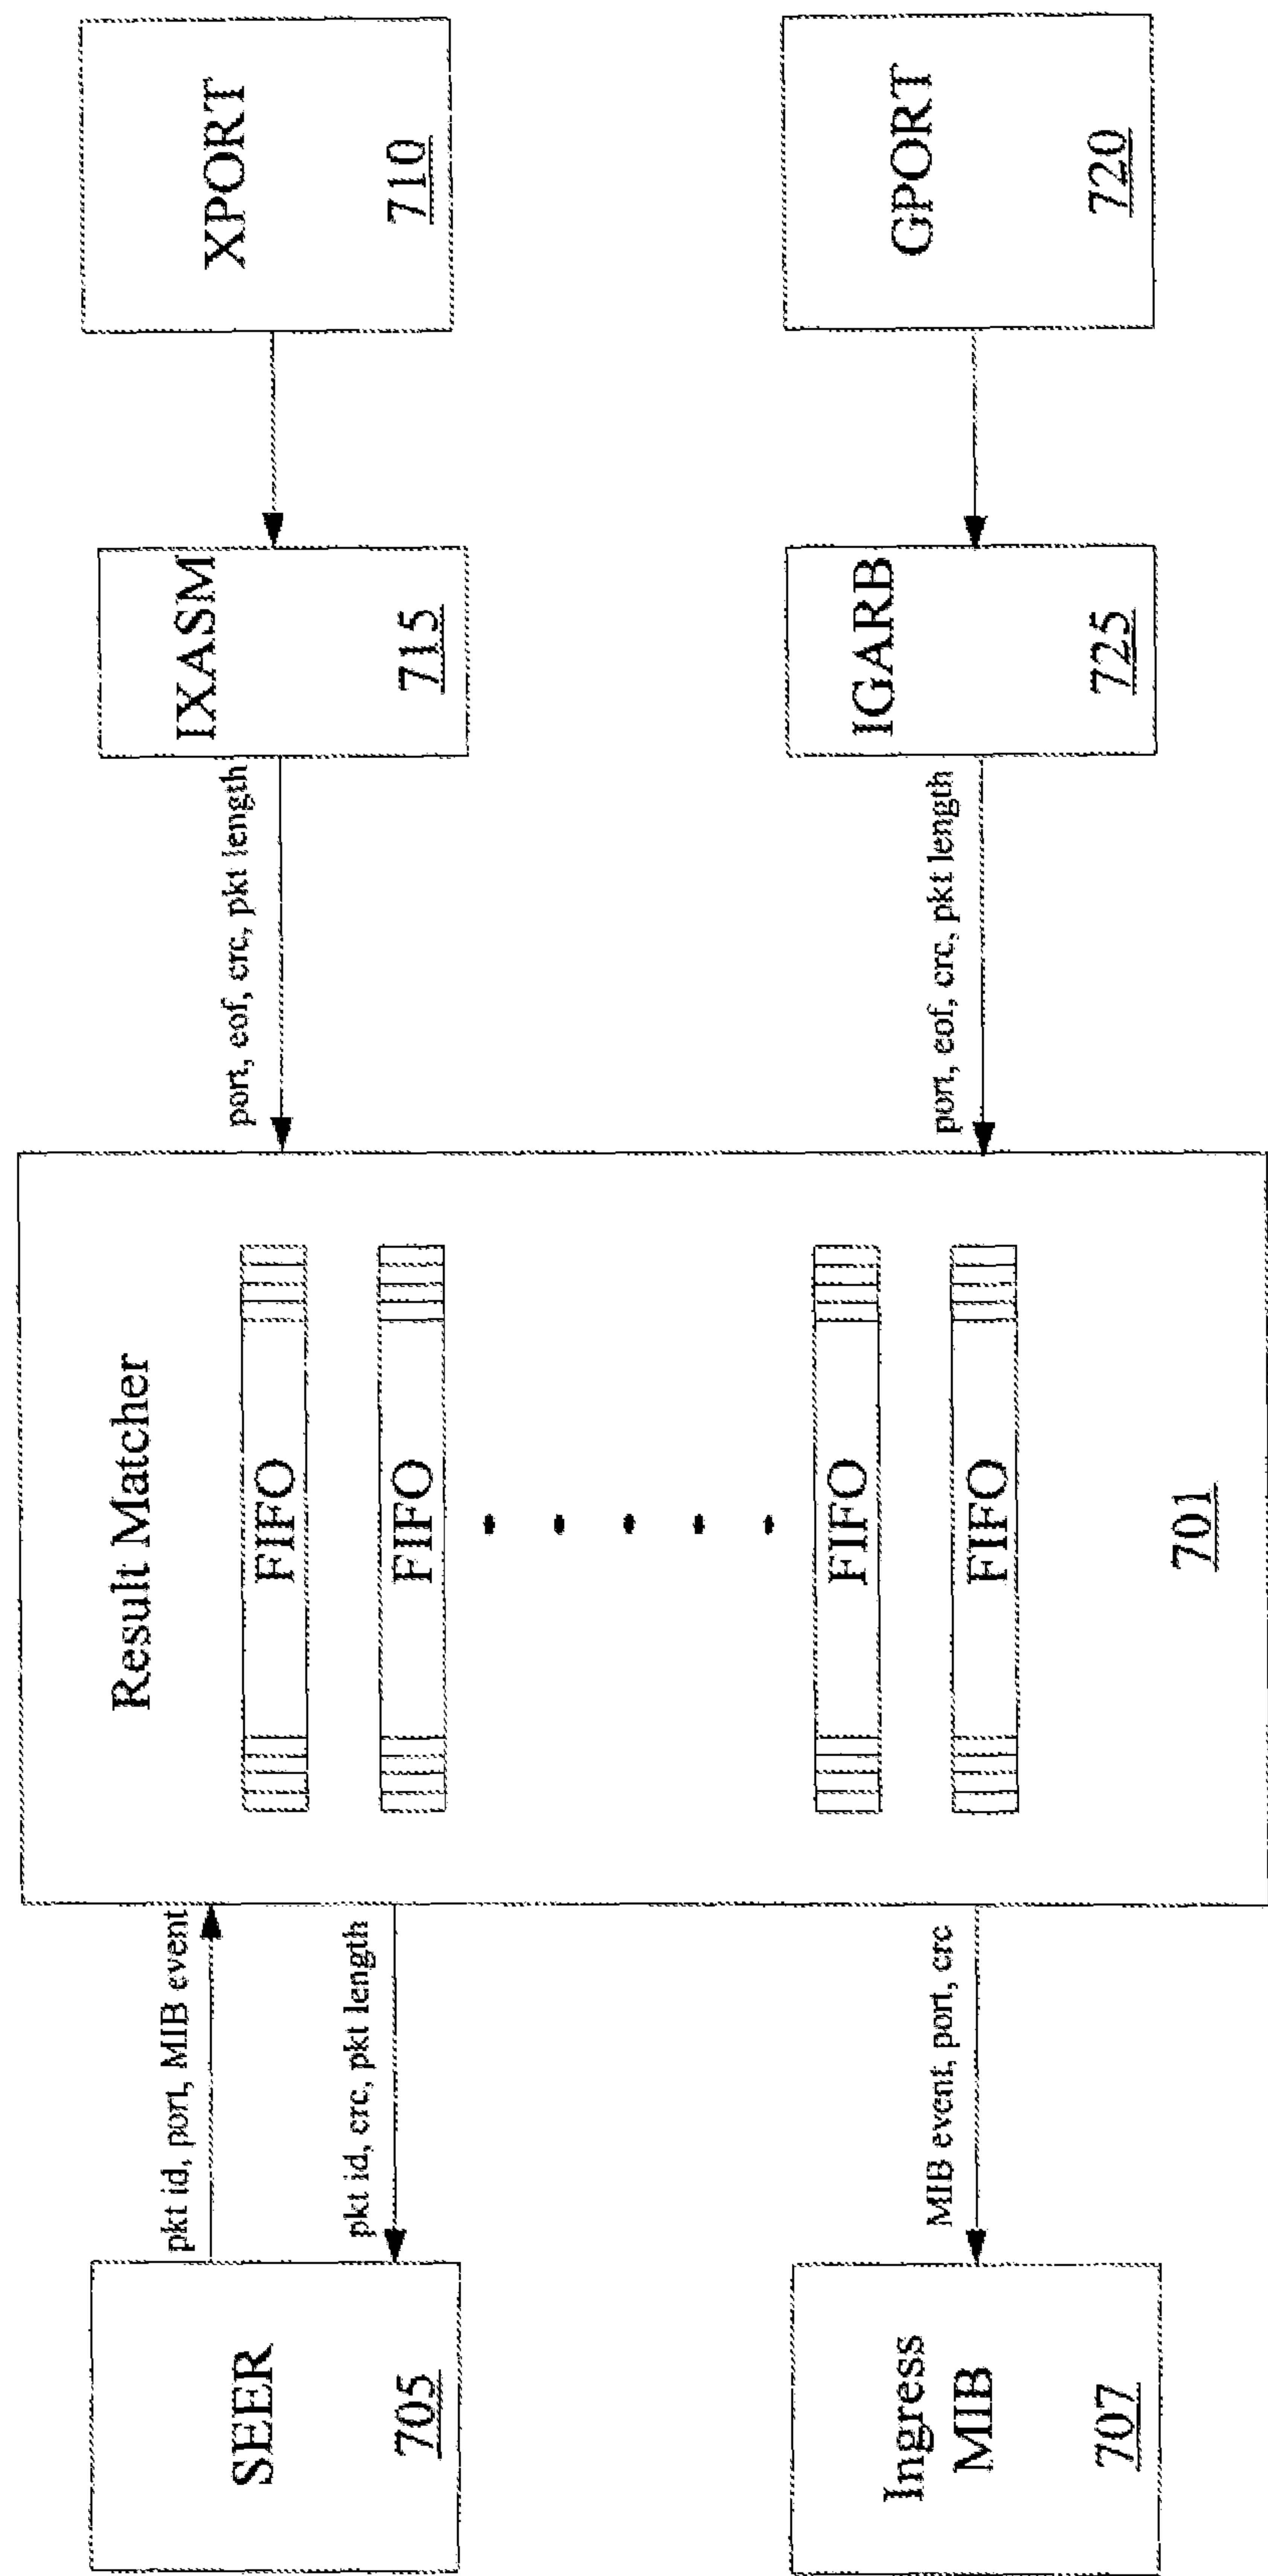 SEER
705
Ingress
MIB
707
pkt id, port, MIB event
pkt id, crc, pkt length
MIB event, port, crc
Result Matcher
FIFO
FIFO
FIFO
FIFO
701
port, eof, crc, pkt length
port, eof, crc, pkt length
IXASM
715
IGARB
725
XPORT
710
GPORT
720